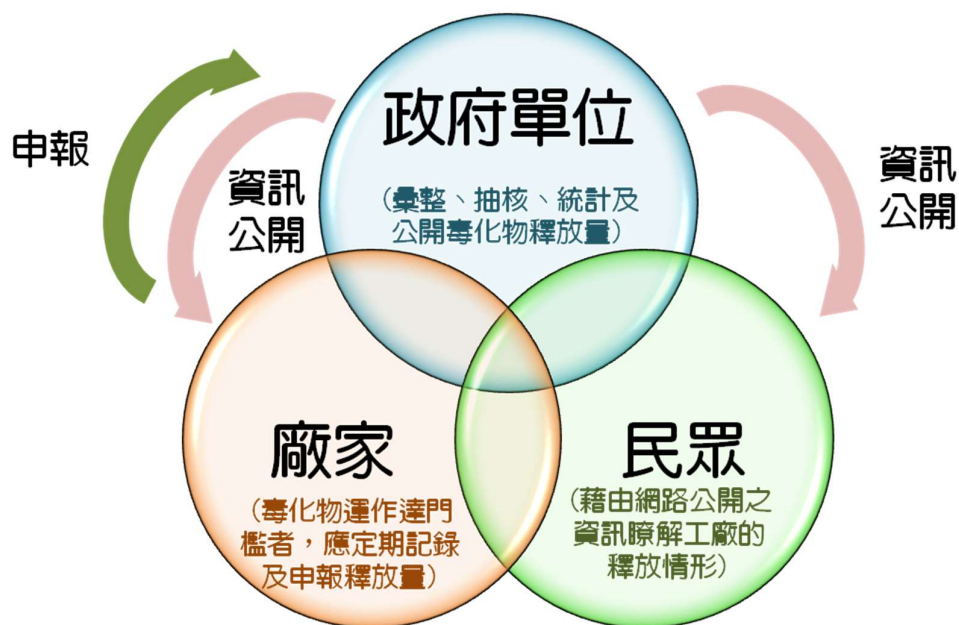 政府單位
(彙整、抽核、統計及
公開毒化物釋放量)
申報
資訊
公開
資訊
公開
廠家
(毒化物運作達門
檻者，應定期記錄
及申報釋放量)
民眾
(藉由網路公開之
資訊瞭解工廠的
釋放情形)